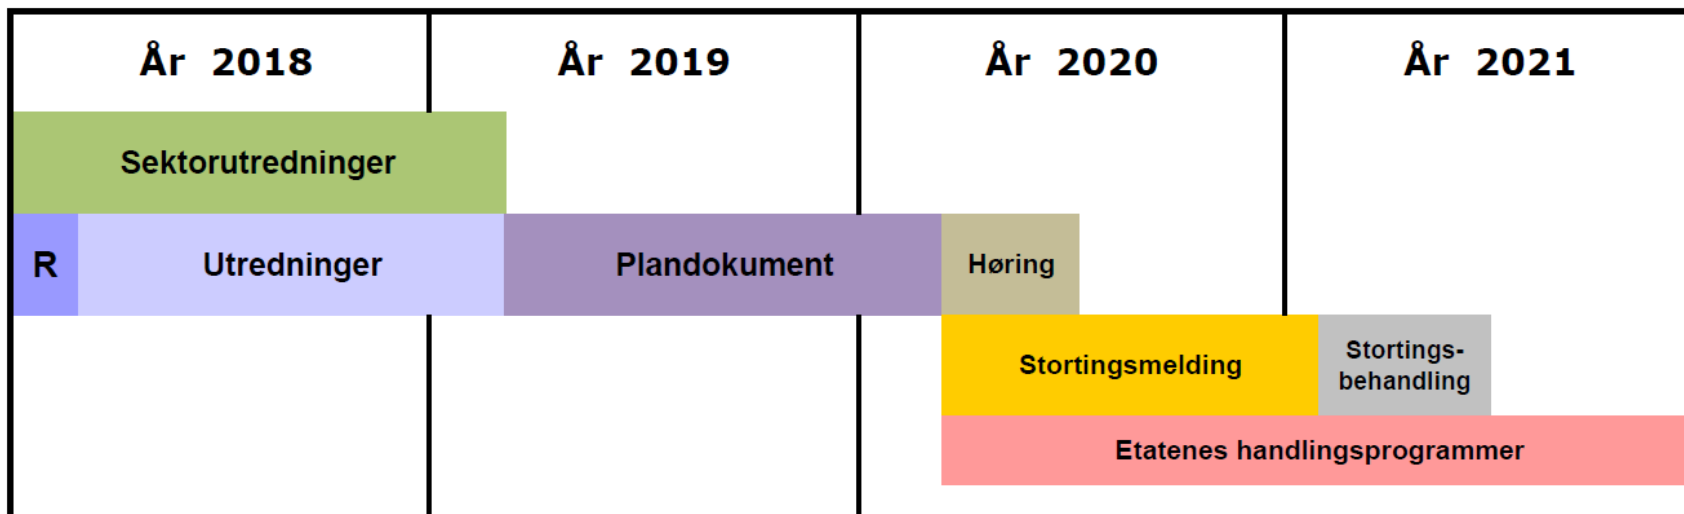 År 2018
År 2019
År 2020
År 2021
Sektorutredninger
R
Utredninger
Plandokument
Høring
Stortingsmelding
Stortings-
behandling
Etatenes handlingsprogrammer